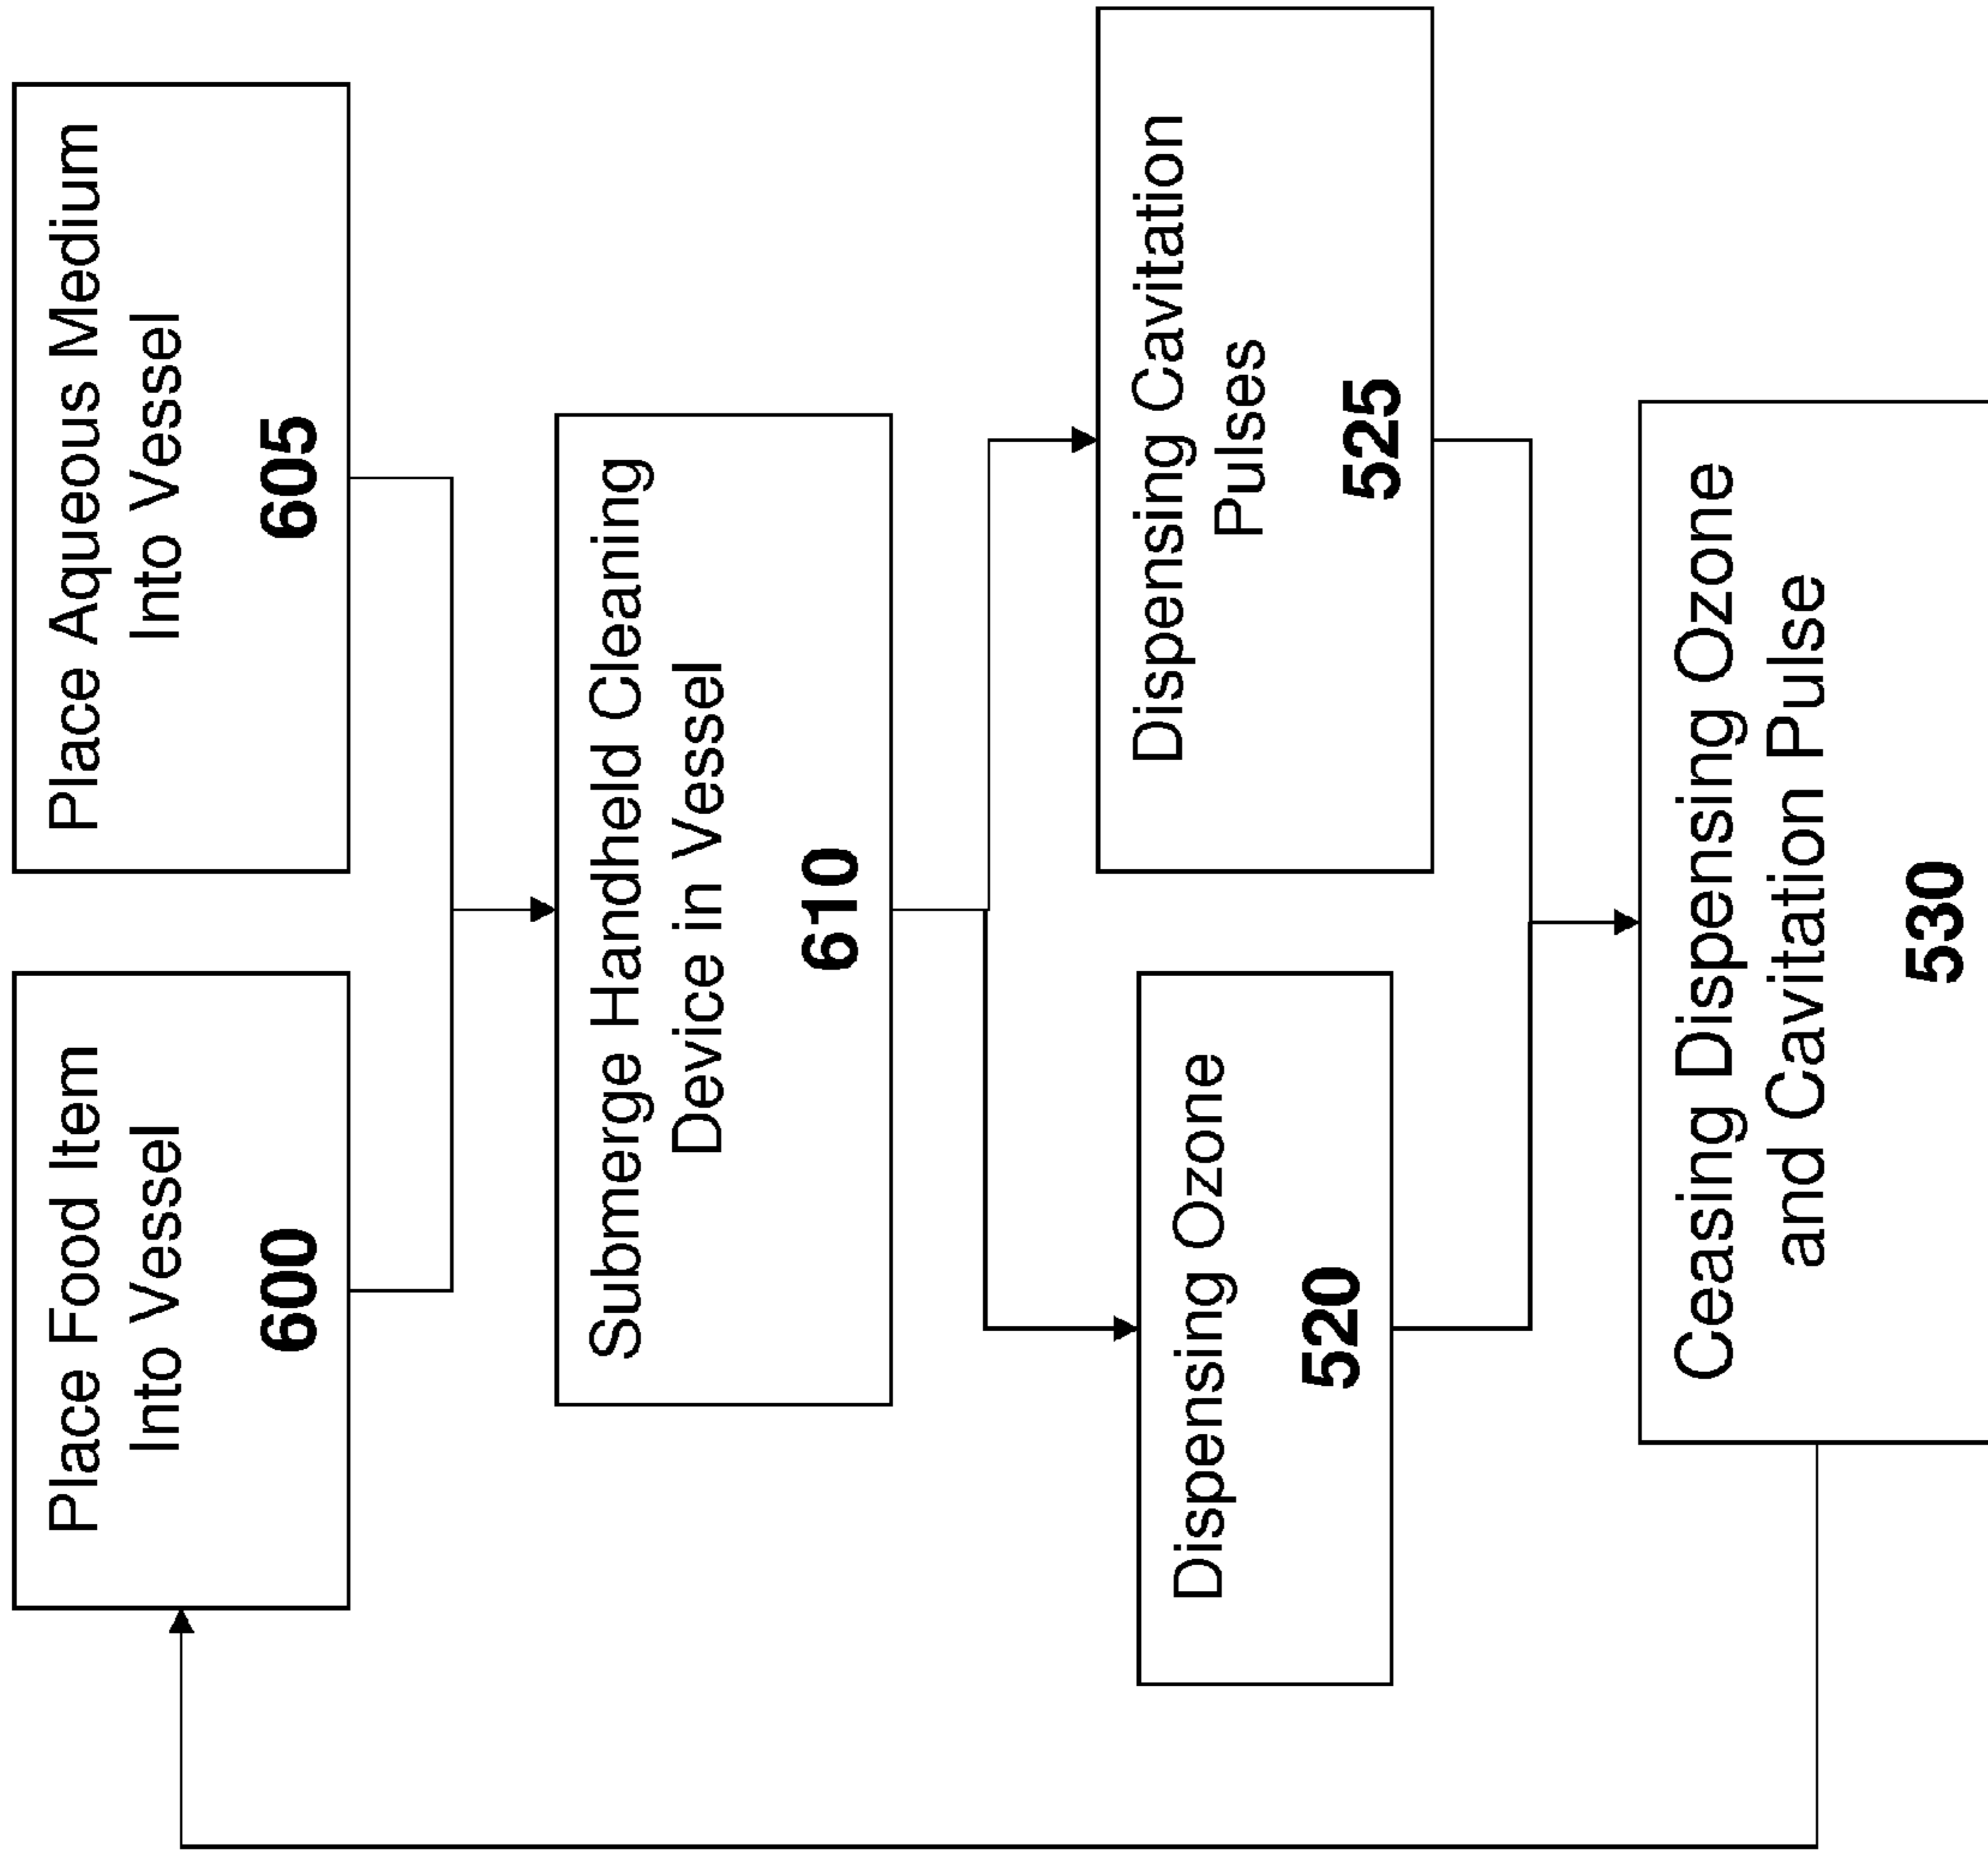 Place Food Item
Into Vessel
600
Place Aqueous Medium
Into Vessel
605
Submerge Handheld Cleaning
Device in Vessel
610
Dispensing Ozone
520
Dispensing Cavitation
Pulses
525
Ceasing Dispensing Ozone
and Cavitation Pulse
530